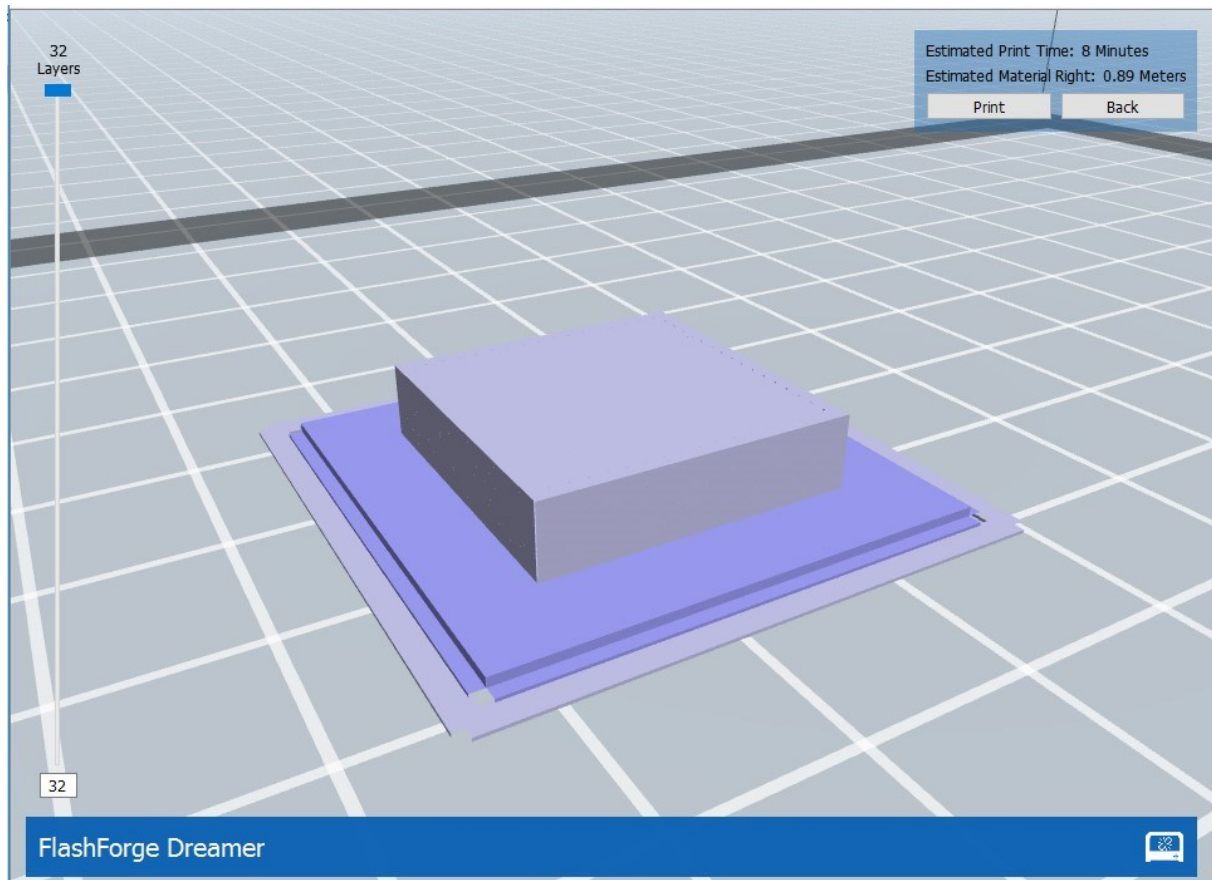 32
Layers
Estimated Print Time: 8 Minutes
Estimated Material Right: 0.89 Meters
Print Back
32
FlashForge Dreamer